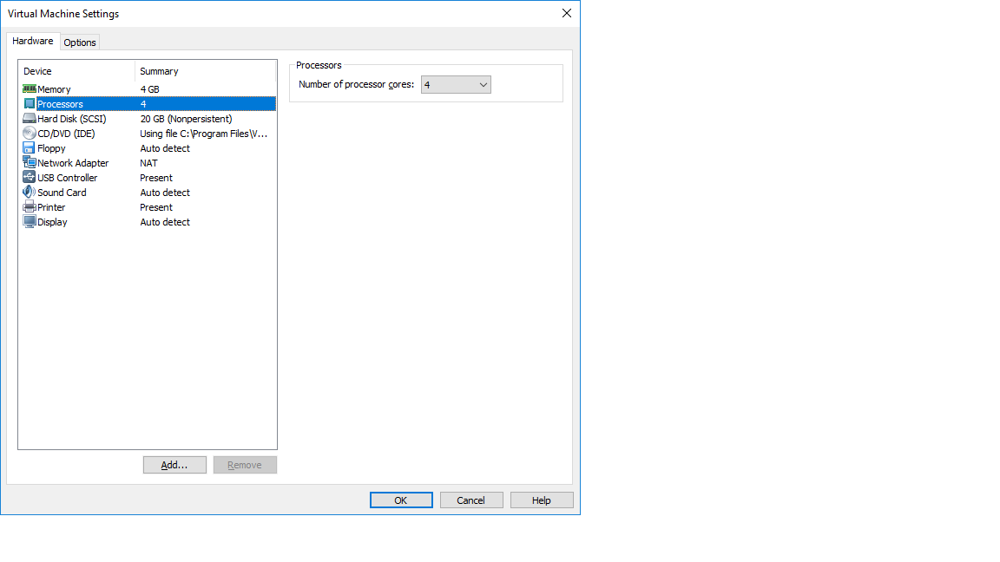 Virtual Machine Settings
Hardware Options
Device Summary
Memory 4 GB
Processors 4
Hard Disk (SCSI) 20 GB (Nonpersistent)
CD/DVD (IDE) Using file C:\Program Files\V...
Floppy Auto detect
Network Adapter NAT
USB Controller Present
Sound Card Auto detect
Printer Present
Display Auto detect
Add... Remove
Processors
Number of processor cores: 4
OK Cancel Help